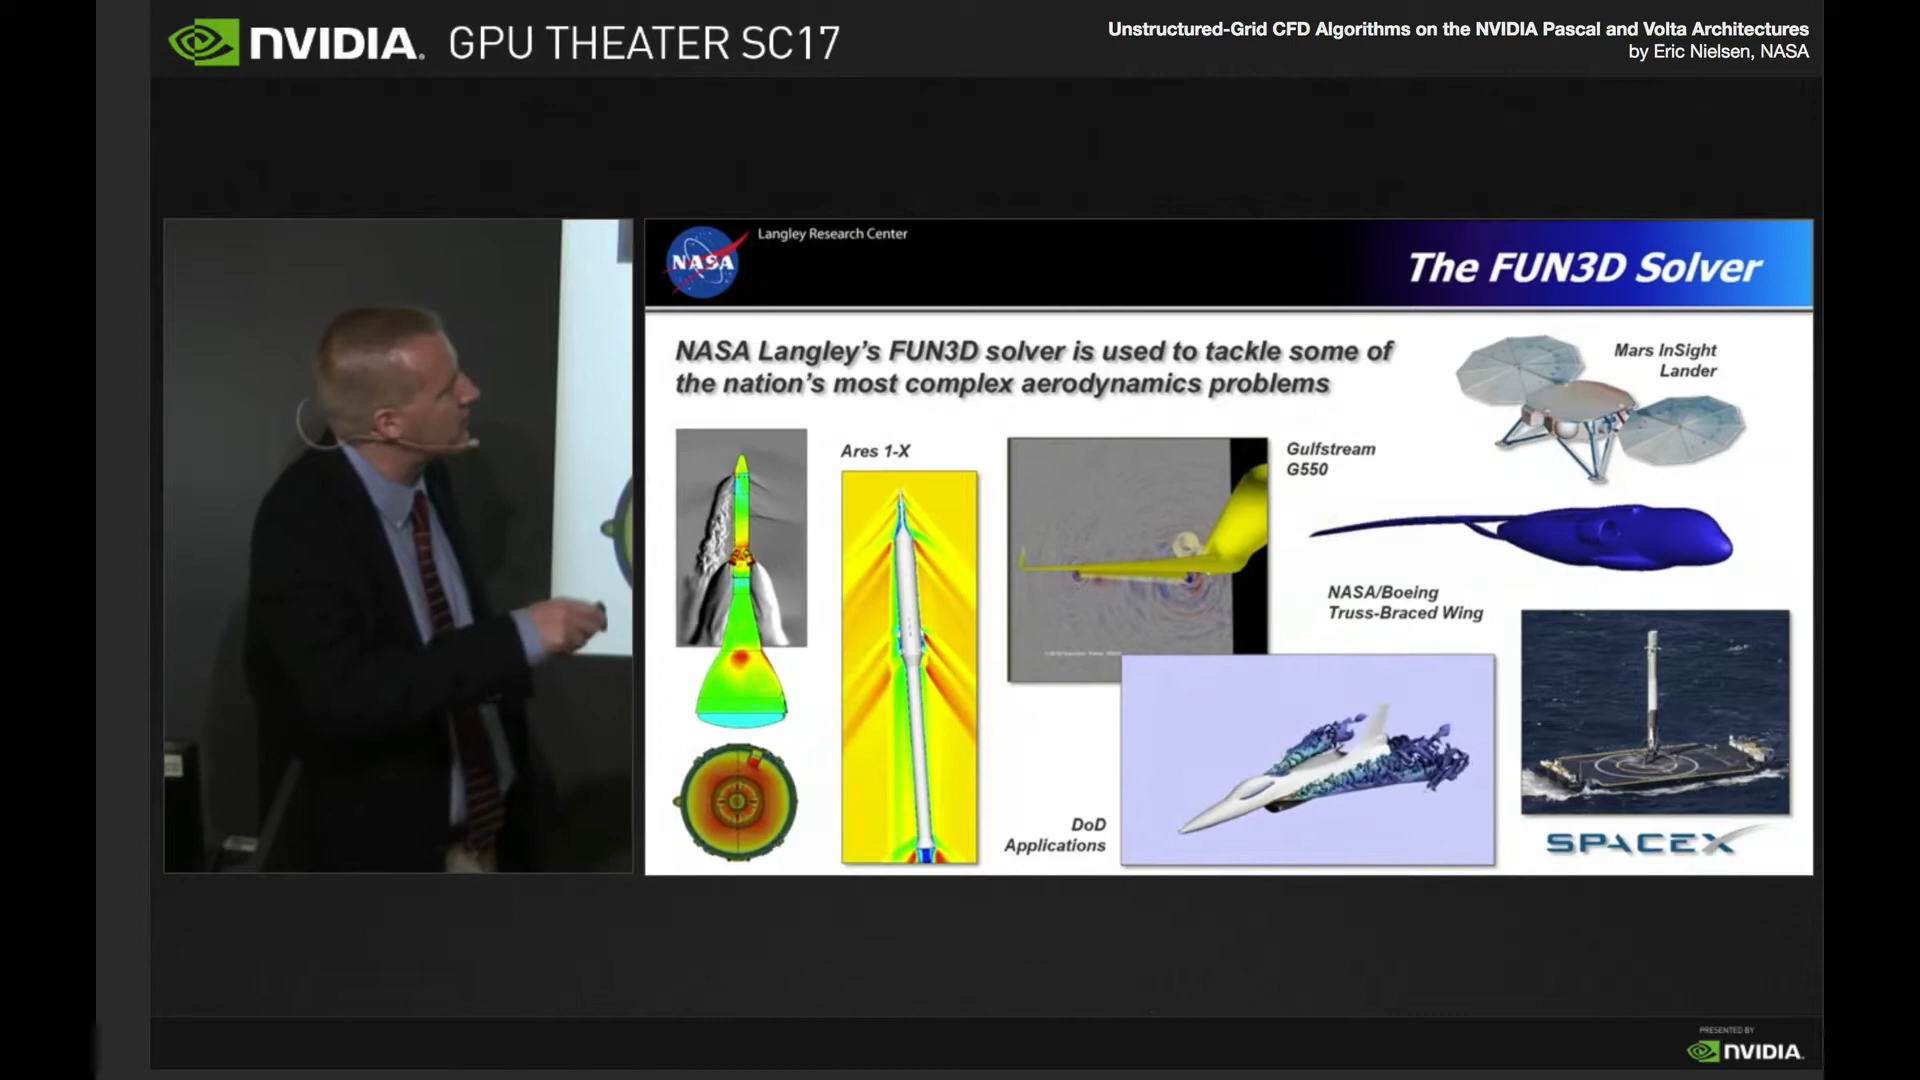 NVIDIA. GPU THEATER SC17
Unstructured-Grid CFD Algorithms on the NVIDIA Pascal and Volta Architectures
by Eric Nielsen, NASA
NASA
Langley Research Center
The FUN3D Solver
NASA Langley's FUN3D solver is used to tackle some of
the nation's most complex aerodynamics problems
Mars InSight
Lander
Ares 1-X
Gulfstream
G550
NASA/Boeing
Truss-Braced Wing
DoD
Applications
SPACEX
PRESENTED BY
NVIDIA.